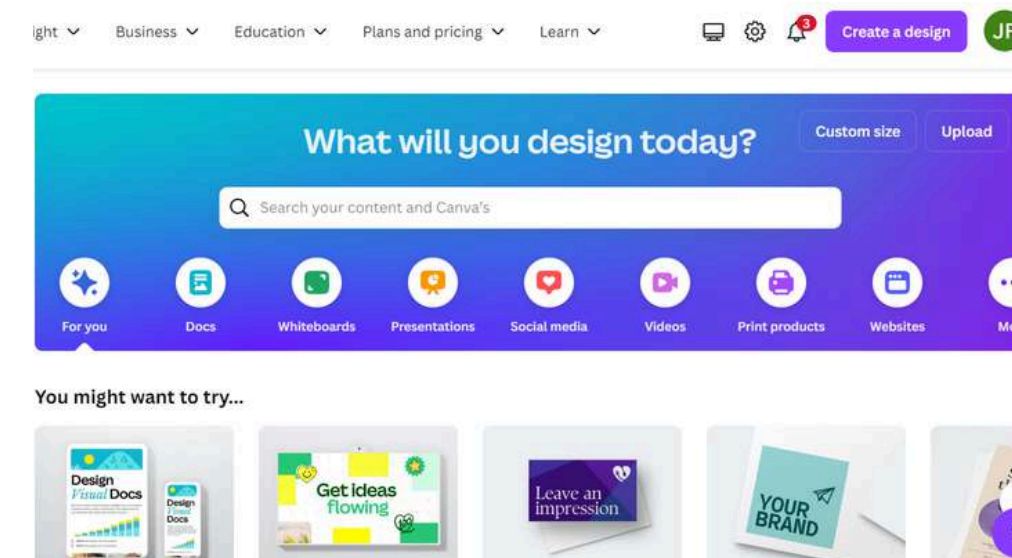 ight Business Education Plans and pricing Learn 3 Create a design JF
What will you design today?
Custom size Upload
Search your content and Canva's
For you Docs Whiteboards Presentations Social media Videos Print products Websites
You might want to try...
Design
Visual Docs
Design
Visual
Docs
Get ideas
flowing
Leave an
impression
YOUR
BRAND